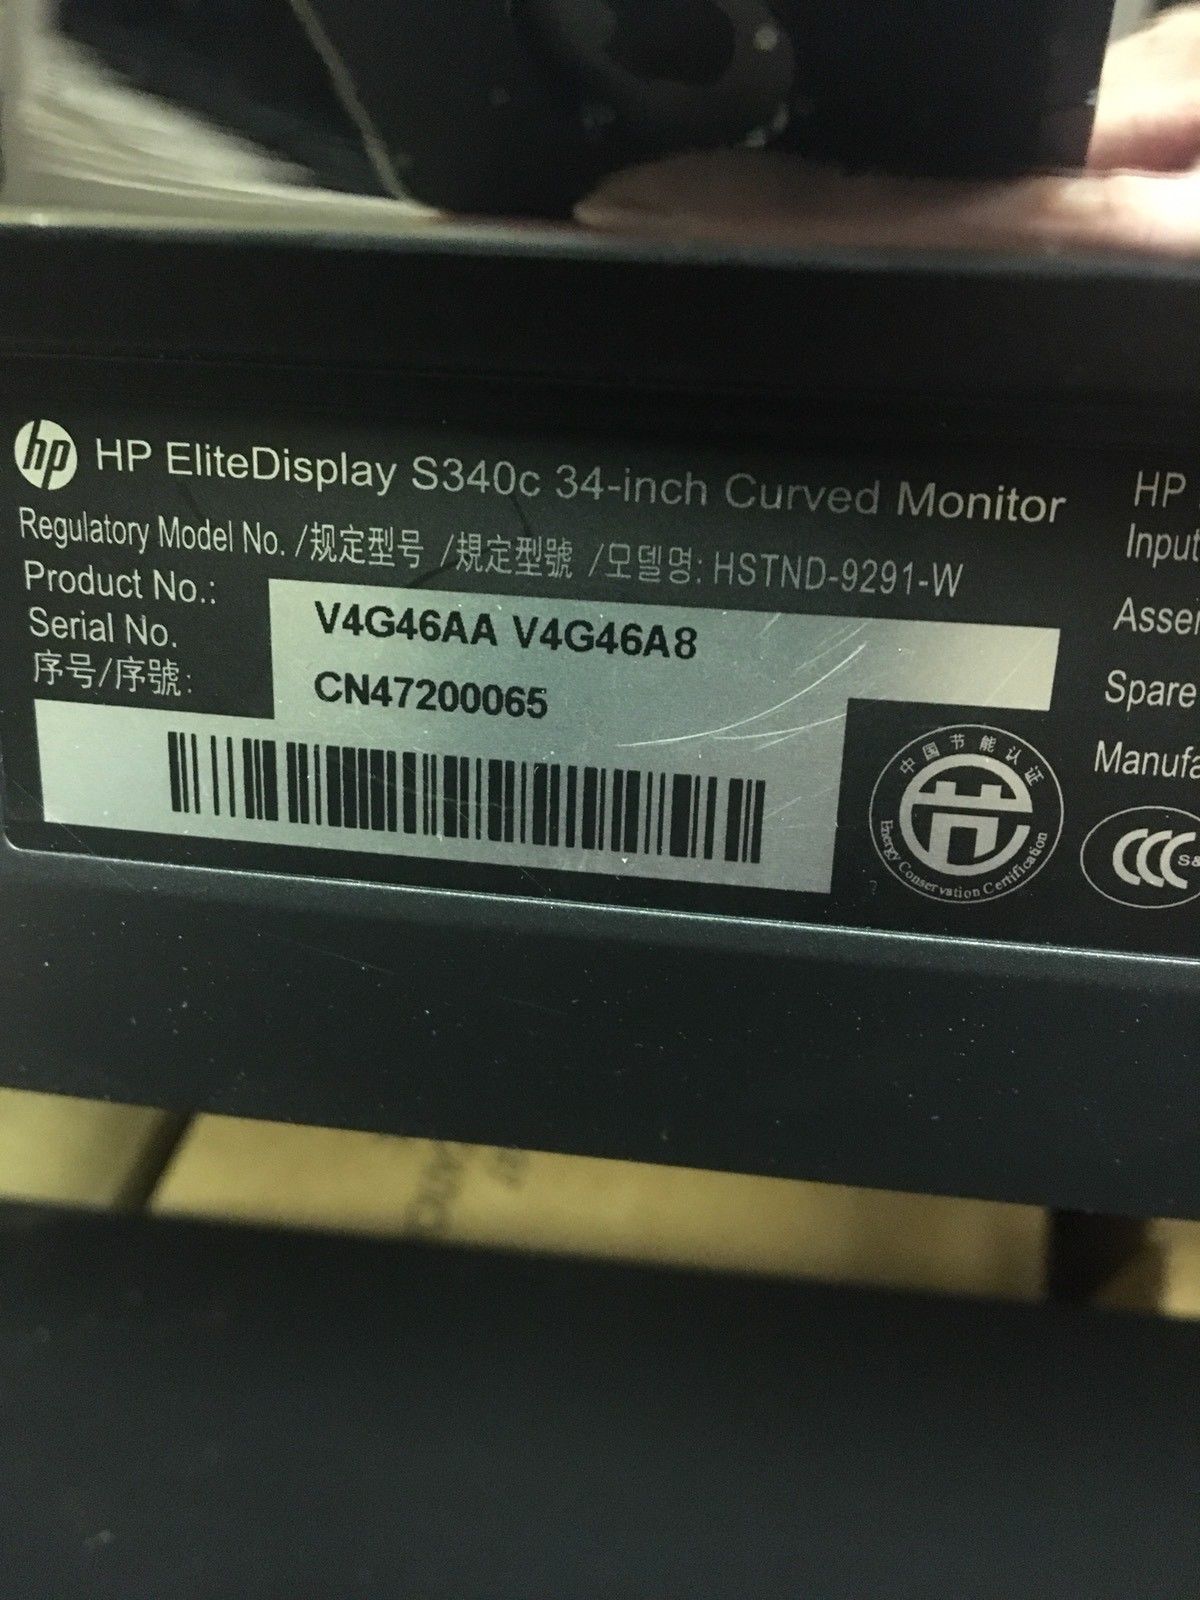 hp HP EliteDisplay S340c 34-inch Curved Monitor
Regulatory Model No. /规定型号 /規定型號 /모델명: HSTND-9291-W
Product No.: V4G46AA V4G46A8
Serial No. CN47200065
序号/序號:
中国节能认证
Energy Conservation Certification
HP
Input
Spare
CCC
S&